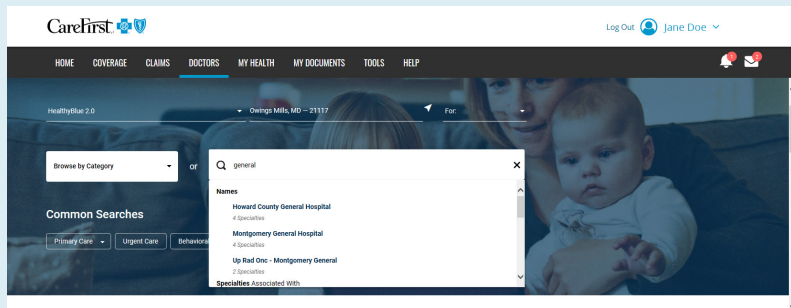 CareFirst
Log Out Jane Doe
HOME COVERAGE CLAIMS DOCTORS MY HEALTH MY DOCUMENTS TOOLS HELP
HealthyBlue 2.0 Owings Mills, MD — 21117 For:
Browse by Category or general
Names
Howard County General Hospital
4 Specialties
Common Searches
Montgomery General Hospital
4 Specialties
Primary Care Urgent Care Behavioral
Up Rad Onc - Montgomery General
2 Specialties
Specialties Associated With